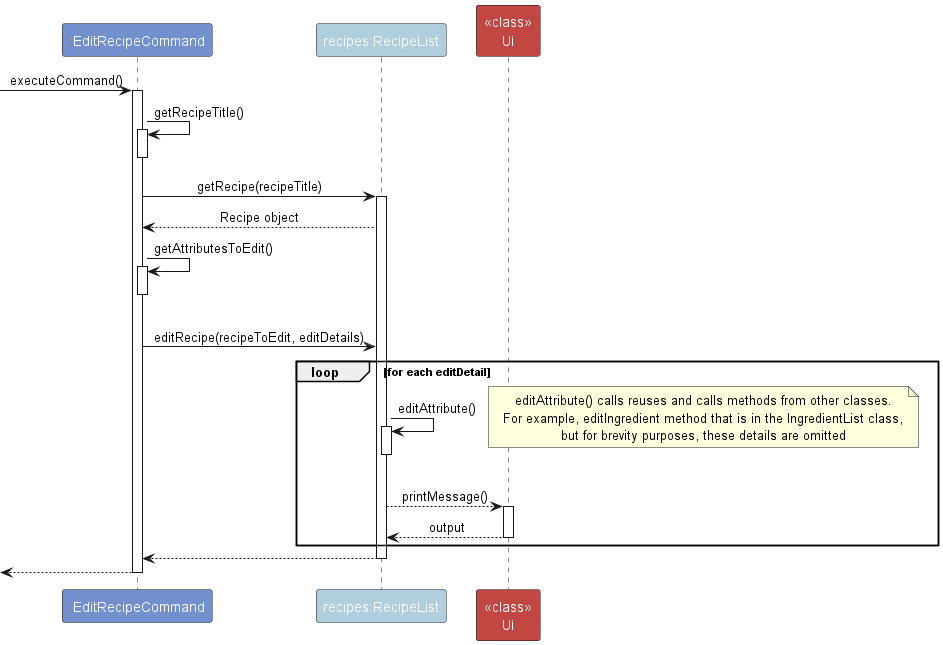 «class»
Ui
:EditRecipeCommand
recipes:RecipeList
executeCommand()
getRecipeTitle()
getRecipe(recipeTitle)
Recipe object
getAttributesToEdit()
editRecipe(recipeToEdit, editDetails)
loop
[for each editDetail]
editAttribute()
editAttribute() calls reuses and calls methods from other classes.
For example, editIngredient method that is in the IngredientList class,
but for brevity purposes, these details are omitted
printMessage()
output
:EditRecipeCommand
recipes:RecipeList
«class»
Ui